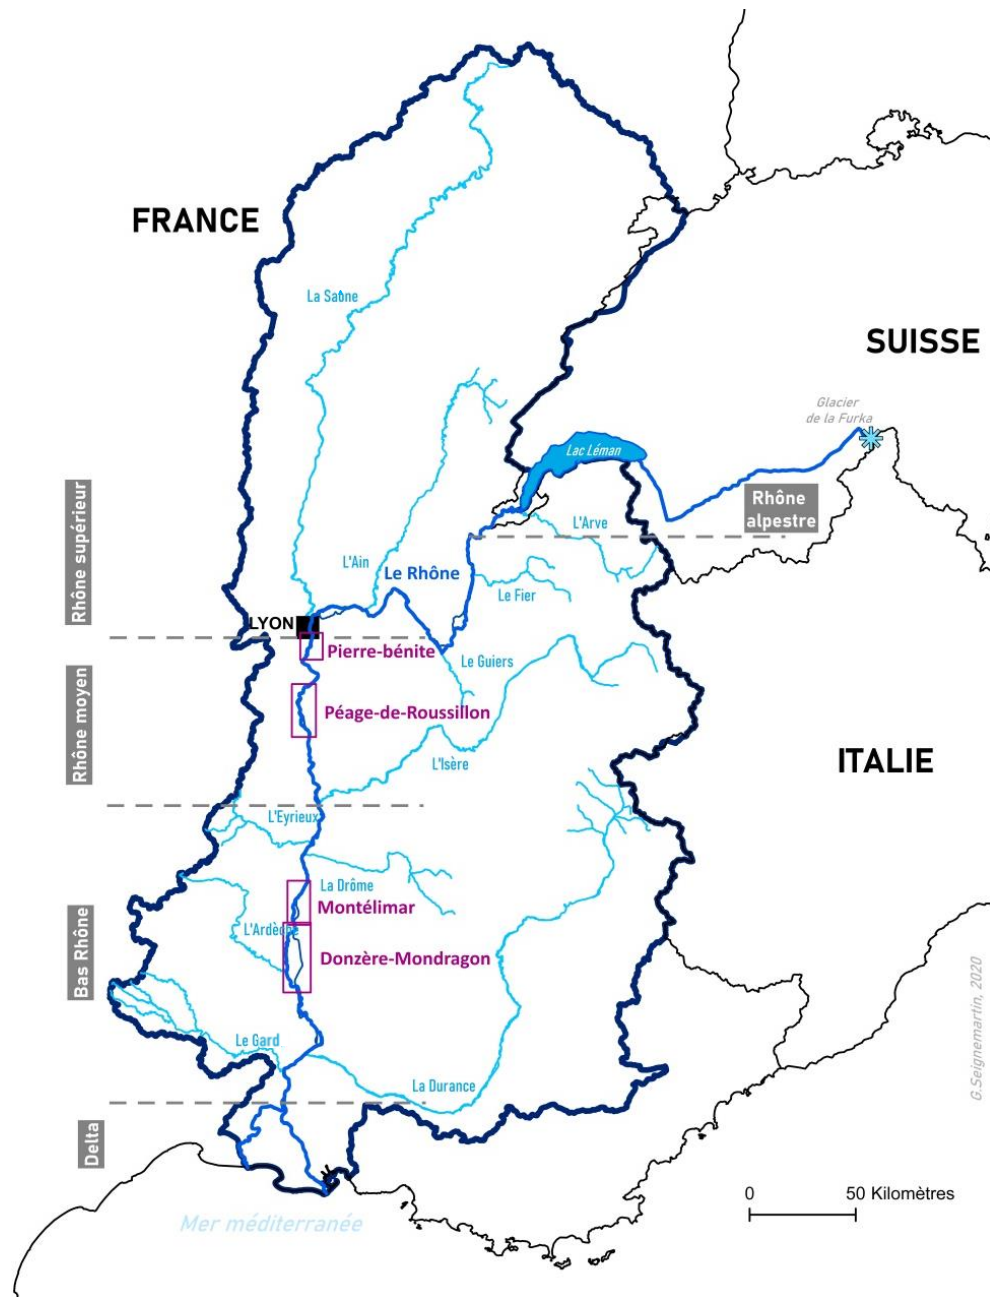 FRANCE
La Saône
SUISSE
Glacier
de la Furka
Lac Léman
Rhône
alpestre
Rhône supérieur
L'Arve
L'Ain
Le Rhône
Le Fier
LYON
Pierre-bénite
Le Guiers
Rhône moyen
Péage-de-Roussillon
L'Isère
ITALIE
L'Eyrieux
La Drôme
Montélimar
L'Ardèche
Bas Rhône
Donzère-Mondragon
Le Gard
La Durance
G.Seignemartin, 2020
Delta
0 50 Kilomètres
Mer méditerranée